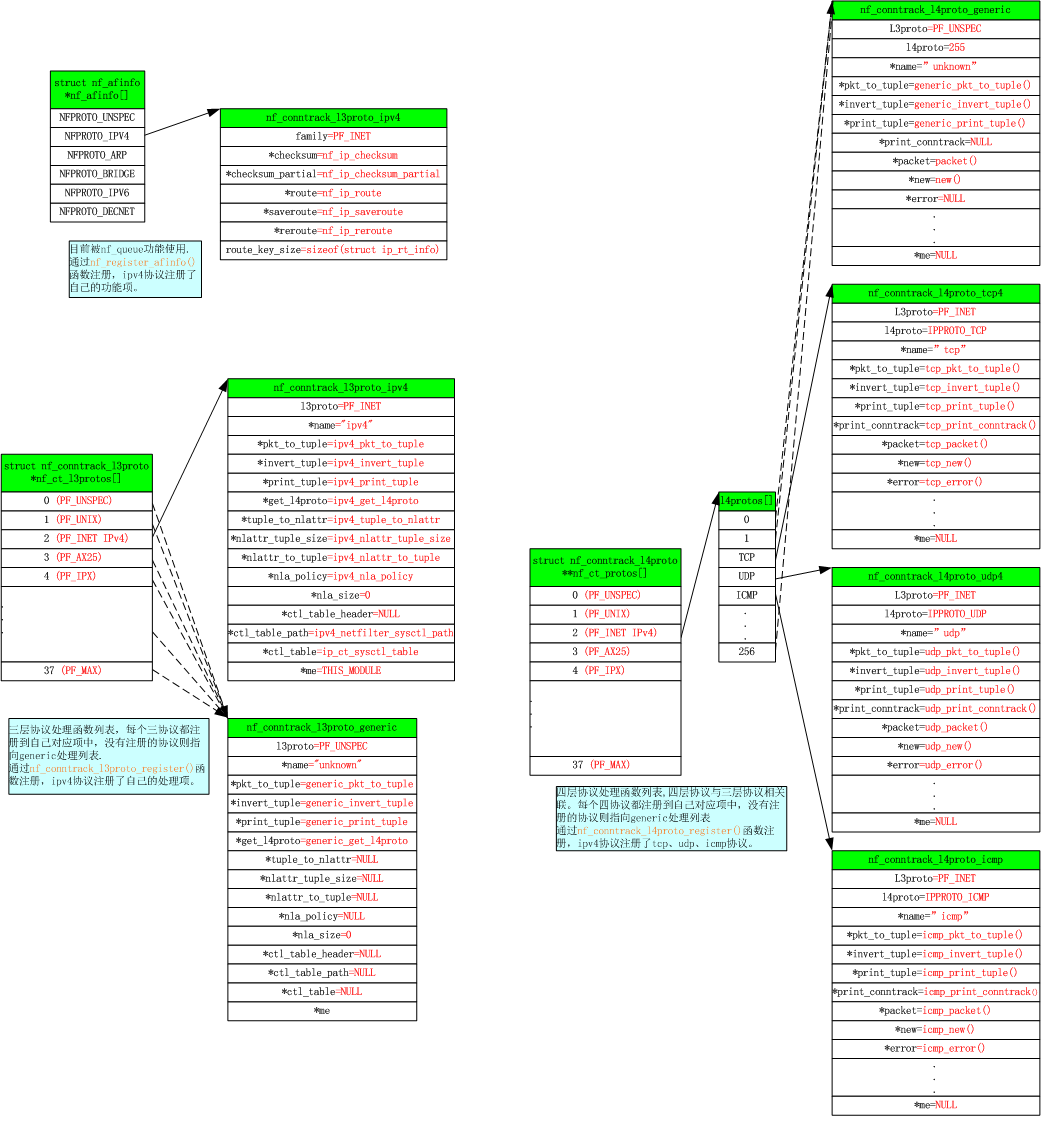 struct nf_afinfo
*nf_afinfo[]
NFPROTO_UNSPEC
NFPROTO_IPV4
NFPROTO_ARP
NFPROTO_BRIDGE
NFPROTO_IPV6
NFPROTO_DECNET
nf_conntrack_l3proto_ipv4
family=PF_INET
*checksum=nf_ip_checksum
*checksum_partial=nf_ip_checksum_partial
*route=nf_ip_route
*saveroute=nf_ip_saveroute
*reroute=nf_ip_reroute
route_key_size=sizeof(struct ip_rt_info)
目前被nf_queue功能使用.
通过nf_register_afinfo()
函数注册，ipv4协议注册了
自己的功能项。
struct nf_conntrack_l3proto
*nf_ct_l3protos[]
0 (PF_UNSPEC)
1 (PF_UNIX)
2 (PF_INET IPv4)
3 (PF_AX25)
4 (PF_IPX)
.
.
.
37 (PF_MAX)
nf_conntrack_l3proto_ipv4
l3proto=PF_INET
*name="ipv4"
*pkt_to_tuple=ipv4_pkt_to_tuple
*invert_tuple=ipv4_invert_tuple
*print_tuple=ipv4_print_tuple
*get_l4proto=ipv4_get_l4proto
*tuple_to_nlattr=ipv4_tuple_to_nlattr
*nlattr_tuple_size=ipv4_nlattr_tuple_size
*nlattr_to_tuple=ipv4_nlattr_to_tuple
*nla_policy=ipv4_nla_policy
*nla_size=0
*ctl_table_header=NULL
*ctl_table_path=ipv4_netfilter_sysctl_path
*ctl_table=ip_ct_sysctl_table
*me=THIS_MODULE
三层协议处理函数列表，每个三协议都注
册到自己对应项中，没有注册的协议则指
向generic处理列表.
通过nf_conntrack_l3proto_register()函
数注册，ipv4协议注册了自己的处理项。
nf_conntrack_l3proto_generic
l3proto=PF_UNSPEC
*name="unknown"
*pkt_to_tuple=generic_pkt_to_tuple
*invert_tuple=generic_invert_tuple
*print_tuple=generic_print_tuple
*get_l4proto=generic_get_l4proto
*tuple_to_nlattr=NULL
*nlattr_tuple_size=NULL
*nlattr_to_tuple=NULL
*nla_policy=NULL
*nla_size=0
*ctl_table_header=NULL
*ctl_table_path=NULL
*ctl_table=NULL
*me
struct nf_conntrack_l4proto
**nf_ct_protos[]
0 (PF_UNSPEC)
1 (PF_UNIX)
2 (PF_INET IPv4)
3 (PF_AX25)
4 (PF_IPX)
.
.
.
37 (PF_MAX)
四层协议处理函数列表,四层协议与三层协议相关
联。每个四协议都注册到自己对应项中，没有注
册的协议则指向generic处理列表
通过nf_conntrack_l4proto_register()函数注
册，ipv4协议注册了tcp、udp、icmp协议。
l4protos[]
0
1
TCP
UDP
ICMP
.
.
.
256
nf_conntrack_l4proto_generic
L3proto=PF_UNSPEC
l4proto=255
*name=” unknown”
*pkt_to_tuple=generic_pkt_to_tuple()
*invert_tuple=generic_invert_tuple()
*print_tuple=generic_print_tuple()
*print_conntrack=NULL
*packet=packet()
*new=new()
*error=NULL
.
.
.
*me=NULL
nf_conntrack_l4proto_tcp4
L3proto=PF_INET
l4proto=IPPROTO_TCP
*name=” tcp”
*pkt_to_tuple=tcp_pkt_to_tuple()
*invert_tuple=tcp_invert_tuple()
*print_tuple=tcp_print_tuple()
*print_conntrack=tcp_print_conntrack()
*packet=tcp_packet()
*new=tcp_new()
*error=tcp_error()
.
.
.
*me=NULL
nf_conntrack_l4proto_udp4
L3proto=PF_INET
l4proto=IPPROTO_UDP
*name=” udp”
*pkt_to_tuple=udp_pkt_to_tuple()
*invert_tuple=udp_invert_tuple()
*print_tuple=udp_print_tuple()
*print_conntrack=udp_print_conntrack()
*packet=udp_packet()
*new=udp_new()
*error=udp_error()
.
.
.
*me=NULL
nf_conntrack_l4proto_icmp
L3proto=PF_INET
l4proto=IPPROTO_ICMP
*name=” icmp”
*pkt_to_tuple=icmp_pkt_to_tuple()
*invert_tuple=icmp_invert_tuple()
*print_tuple=icmp_print_tuple()
*print_conntrack=icmp_print_conntrack()
*packet=icmp_packet()
*new=icmp_new()
*error=icmp_error()
.
.
.
*me=NULL